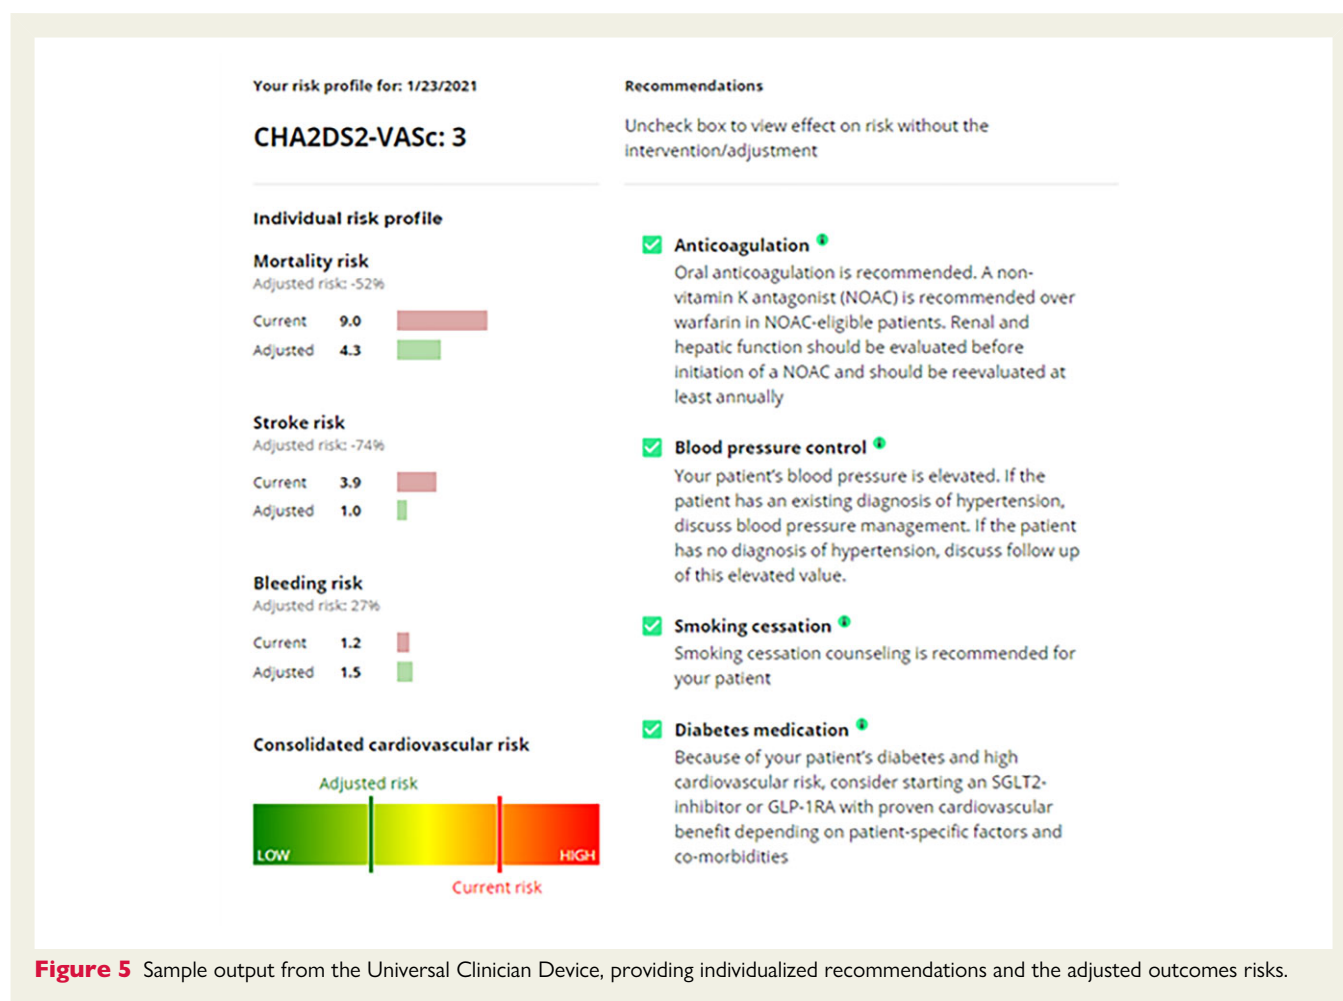 Your risk profile for: 1/23/2021
CHA2DS2-VASc: 3
Individual risk profile
Mortality risk
Adjusted risk: -52%
Current 9.0
Adjusted 4.3
Stroke risk
Adjusted risk: -74%
Current 3.9
Adjusted 1.0
Bleeding risk
Adjusted risk: 27%
Current 1.2
Adjusted 1.5
Consolidated cardiovascular risk
Adjusted risk
LOW HIGH
Current risk
Recommendations
Uncheck box to view effect on risk without the
intervention/adjustment
Anticoagulation
Oral anticoagulation is recommended. A non-
vitamin K antagonist (NOAC) is recommended over
warfarin in NOAC-eligible patients. Renal and
hepatic function should be evaluated before
initiation of a NOAC and should be reevaluated at
least annually
Blood pressure control
Your patient's blood pressure is elevated. If the
patient has an existing diagnosis of hypertension,
discuss blood pressure management. If the patient
has no diagnosis of hypertension, discuss follow up
of this elevated value.
Smoking cessation
Smoking cessation counseling is recommended for
your patient
Diabetes medication
Because of your patient's diabetes and high
cardiovascular risk, consider starting an SGLT2-
inhibitor or GLP-1RA with proven cardiovascular
benefit depending on patient-specific factors and
co-morbidities
Figure 5 Sample output from the Universal Clinician Device, providing individualized recommendations and the adjusted outcomes risks.